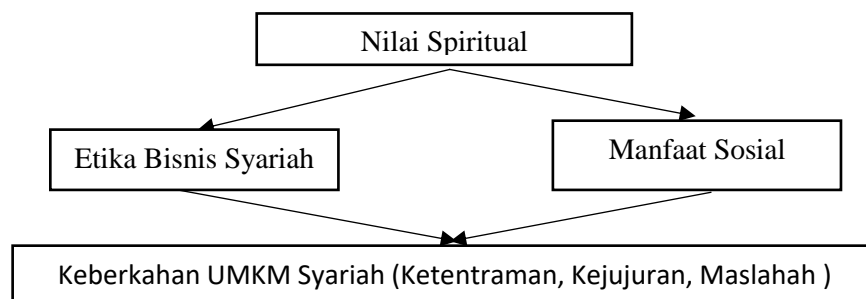 Nilai Spiritual
Etika Bisnis Syariah
Manfaat Sosial
Keberkahan UMKM Syariah (Ketentraman, Kejujuran, Maslahah )